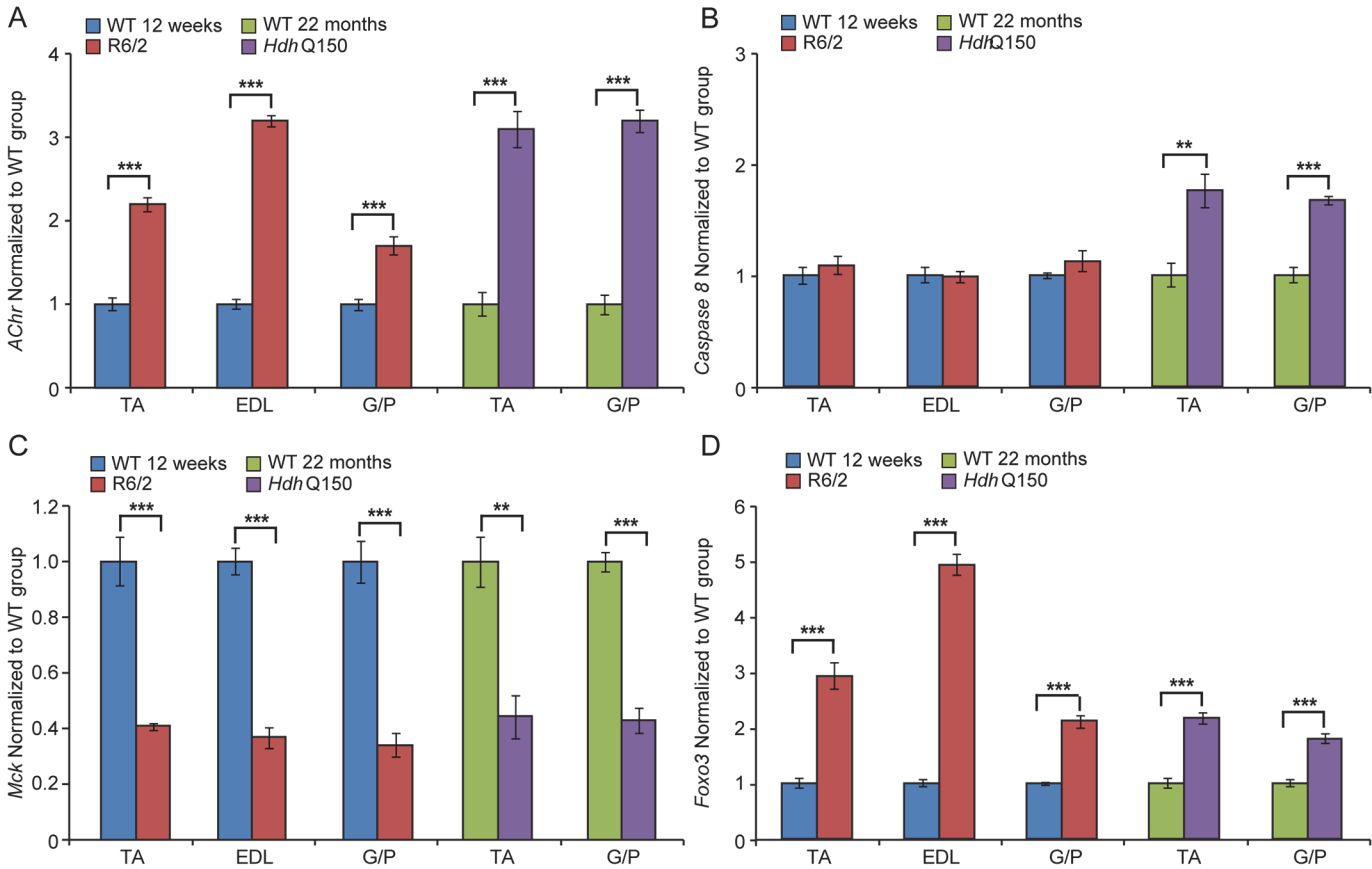 A
WT 12 weeks
WT 22 months
R6/2
Hdh Q150
AChr Normalized to WT group
4
3
2
1
0
***
***
***
***
***
TA
EDL
G/P
TA
G/P
B
WT 12 weeks
WT 22 months
R6/2
HdhQ150
Caspase 8 Normalized to WT group
3
2
1
0
**
***
TA
EDL
G/P
TA
G/P
C
WT 12 weeks
WT 22 months
R6/2
Hdh Q150
Mck Normalized to WT group
1.2
1.0
0.8
0.6
0.4
0.2
0
***
***
***
**
***
TA
EDL
G/P
TA
G/P
D
WT 12 weeks
WT 22 months
R6/2
Hdh Q150
Foxo3 Normalized to WT group
6
5
4
3
2
1
0
***
***
***
***
***
TA
EDL
G/P
TA
G/P